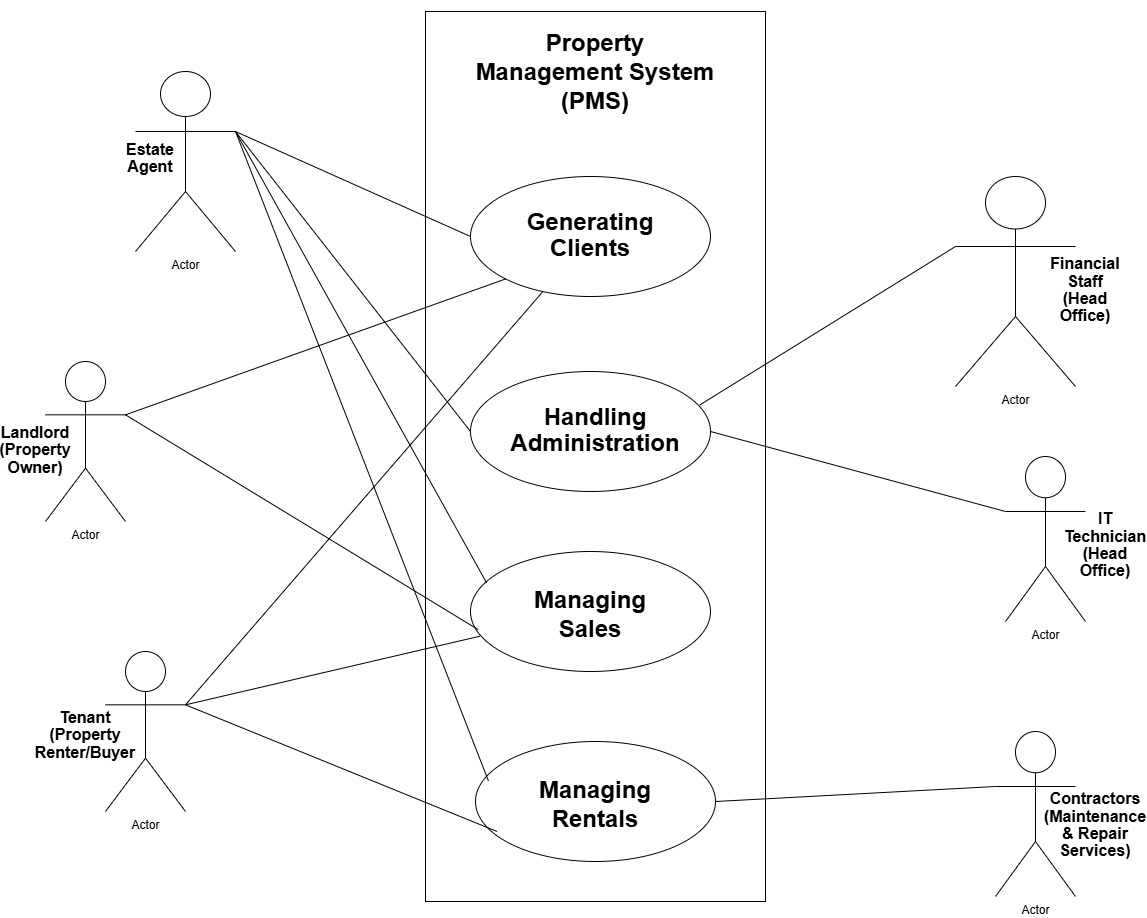 Property
Management System
(PMS)
Estate
Agent
Actor
Generating
Clients
Financial
Staff
(Head
Office)
Actor
Landlord
(Property
Owner)
Actor
Handling
Administration
IT
Technician
(Head
Office)
Actor
Managing
Sales
Tenant
(Property
Renter/Buyer
Actor
Managing
Rentals
Contractors
(Maintenance
& Repair
Services)
Actor